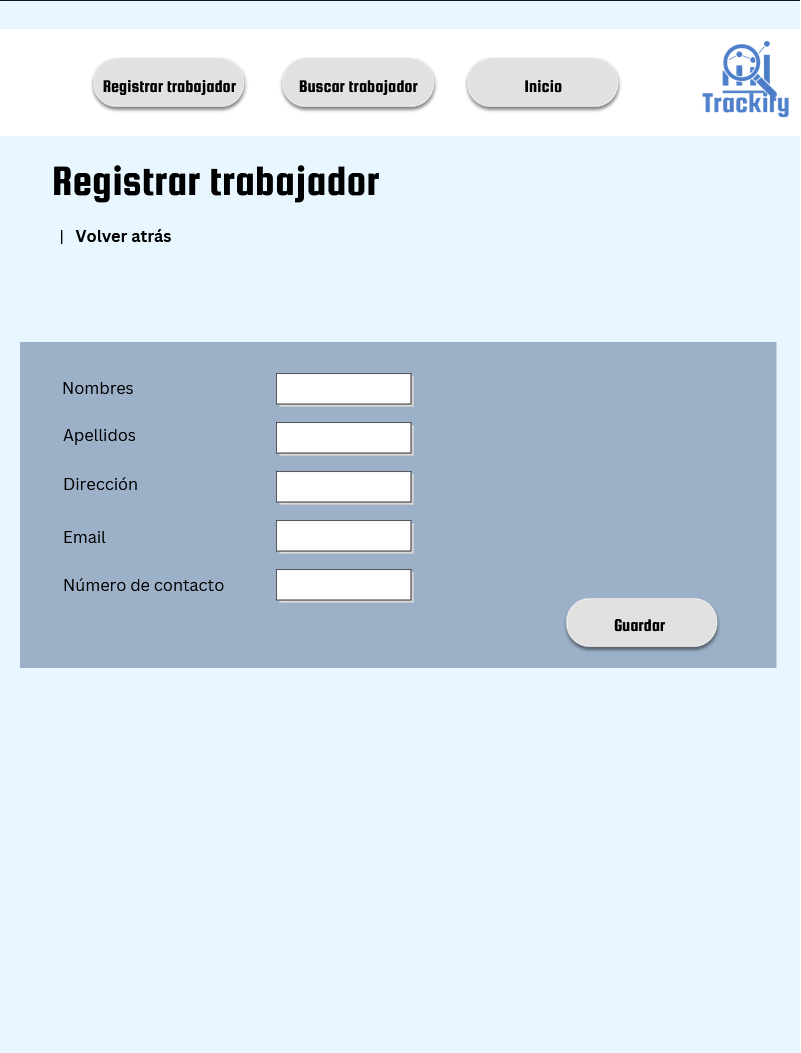 Registrar trabajador
Buscar trabajador
Inicio
Trackify
Registrar trabajador
| Volver atrás
Nombres
Apellidos
Dirección
Email
Número de contacto
Guardar